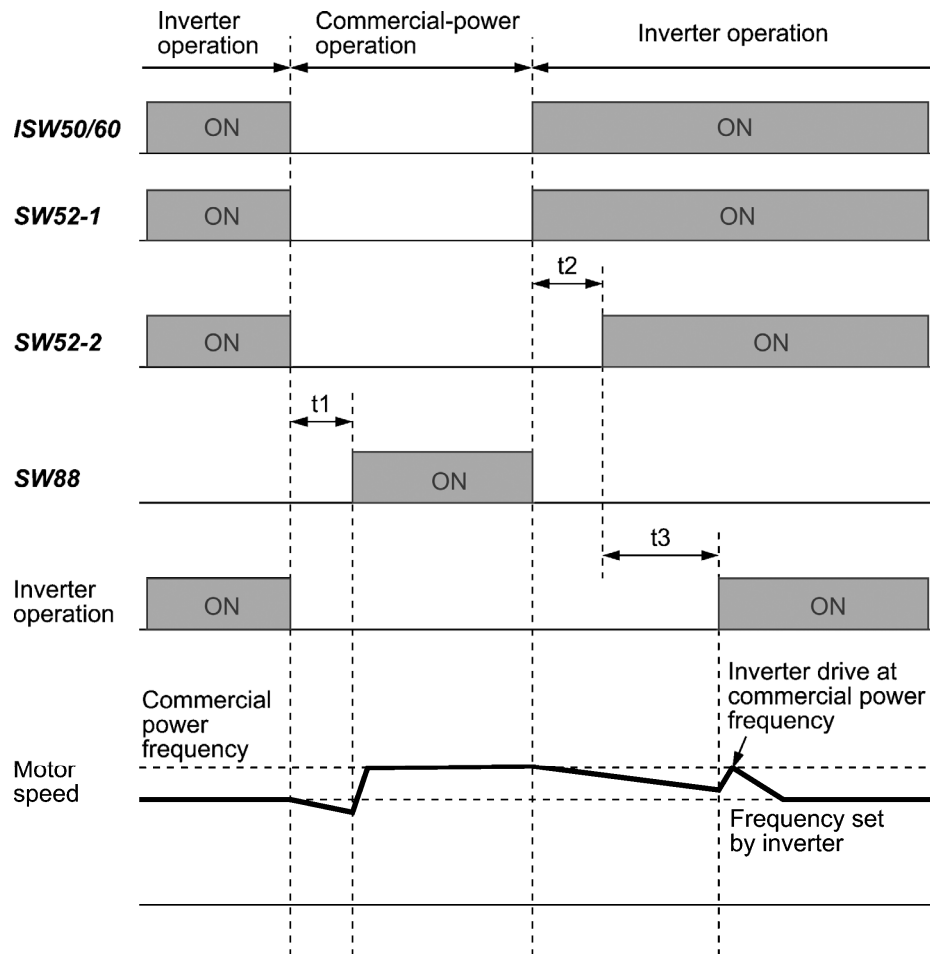 Inverter
operation
Commercial-power
operation
Inverter operation
ISW50/60
ON
ON
SW52-1
ON
ON
t2
SW52-2
ON
ON
t1
SW88
ON
t3
Inverter
operation
ON
ON
Commercial
power
frequency
Inverter drive at
commercial power
frequency
Motor
speed
Frequency set
by inverter